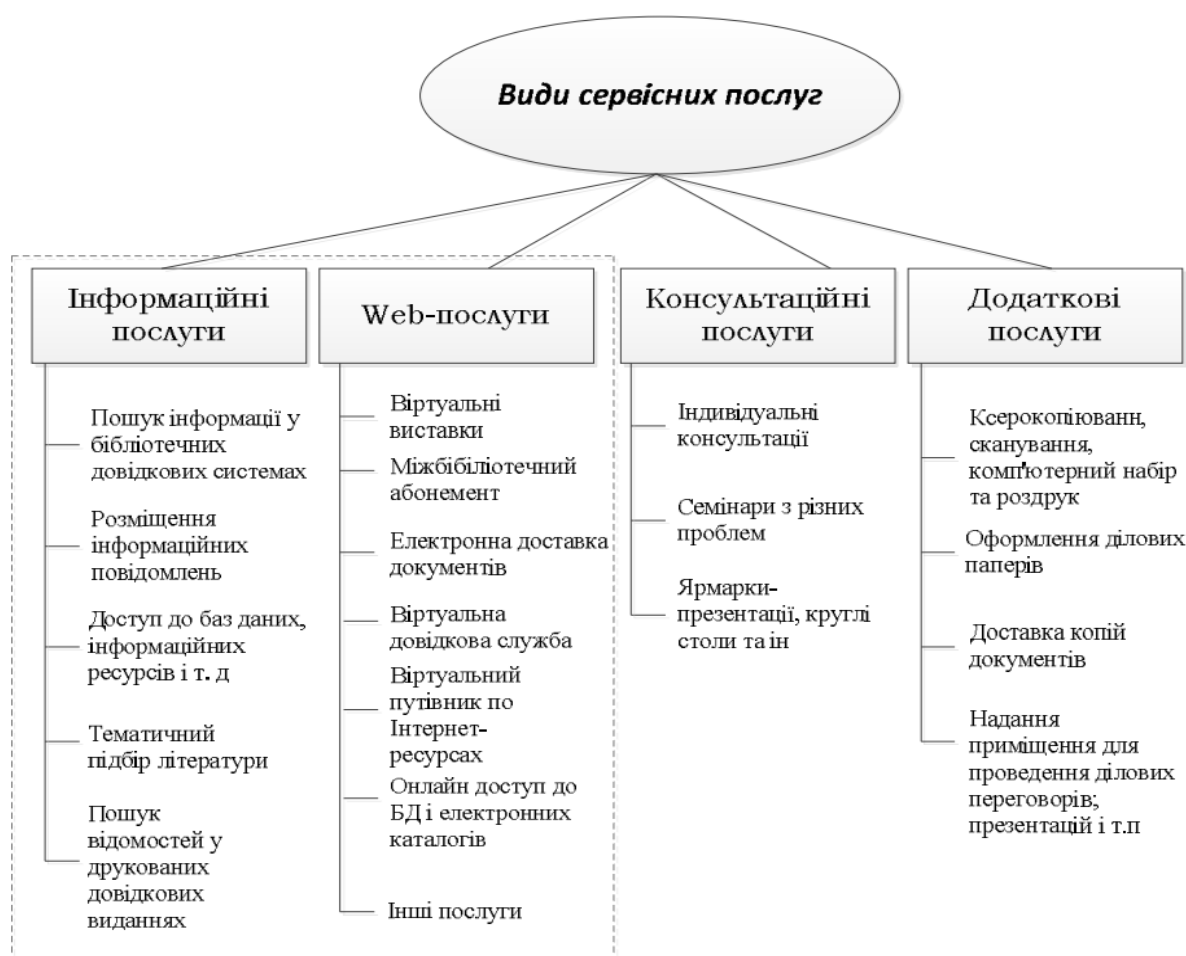 Види сервісних послуг
Інформаційні
послуги
Пошук інформації у
бібліотечних
довідкових системах
Розміщення
інформаційних
повідомлень
Доступ до баз даних,
інформаційних
ресурсів і т. д
Тематичний
підбір літератури
Пошук
відомостей у
друкованих
довідкових
виданнях
Web-послуги
Віртуальні
виставки
Міжбібіліотечний
абонемент
Електронна доставка
документів
Віртуальна
довідкова служба
Віртуальний
путівник по
Інтернет-
ресурсах
Онлайн доступ до
БД і електронних
каталогів
Інші послуги
Консультаційні
послуги
Індивідуальні
консультації
Семінари з різних
проблем
Ярмарки-
презентації, круглі
столи та ін
Додаткові
послуги
Ксерокопіюванн,
сканування,
комп'ютерний набір
та роздрук
Оформлення ділових
паперів
Доставка копій
документів
Надання
приміщення для
проведення ділових
переговорів;
презентацій і т.п